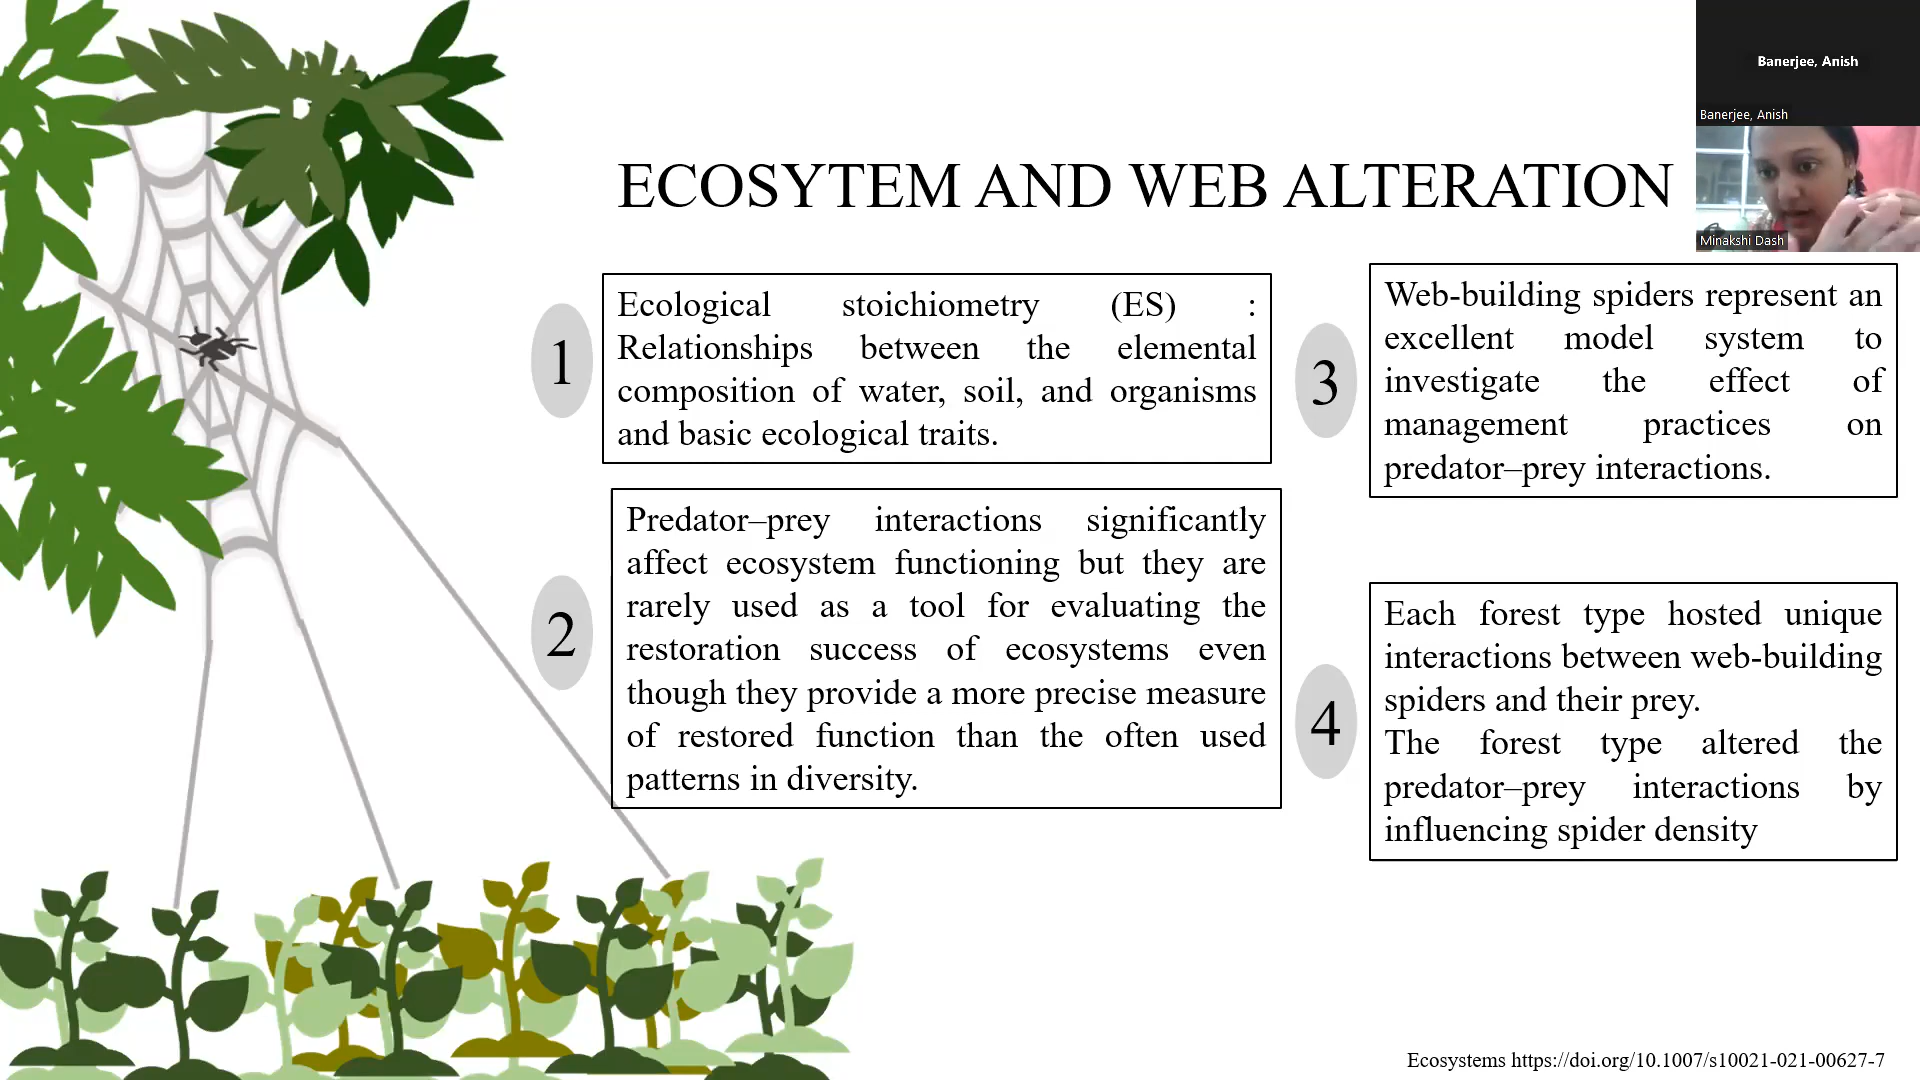 Banerjee, Anish
Banerjee, Anish
Minakshi Dash
ECOSYTEM AND WEB ALTERATION
1
Ecological stoichiometry (ES) :
Relationships between the elemental
composition of water, soil, and organisms
and basic ecological traits.
2
Predator–prey interactions significantly
affect ecosystem functioning but they are
rarely used as a tool for evaluating the
restoration success of ecosystems even
though they provide a more precise measure
of restored function than the often used
patterns in diversity.
3
Web-building spiders represent an
excellent model system to
investigate the effect of
management practices on
predator–prey interactions.
4
Each forest type hosted unique
interactions between web-building
spiders and their prey.
The forest type altered the
predator–prey interactions by
influencing spider density
Ecosystems https://doi.org/10.1007/s10021-021-00627-7